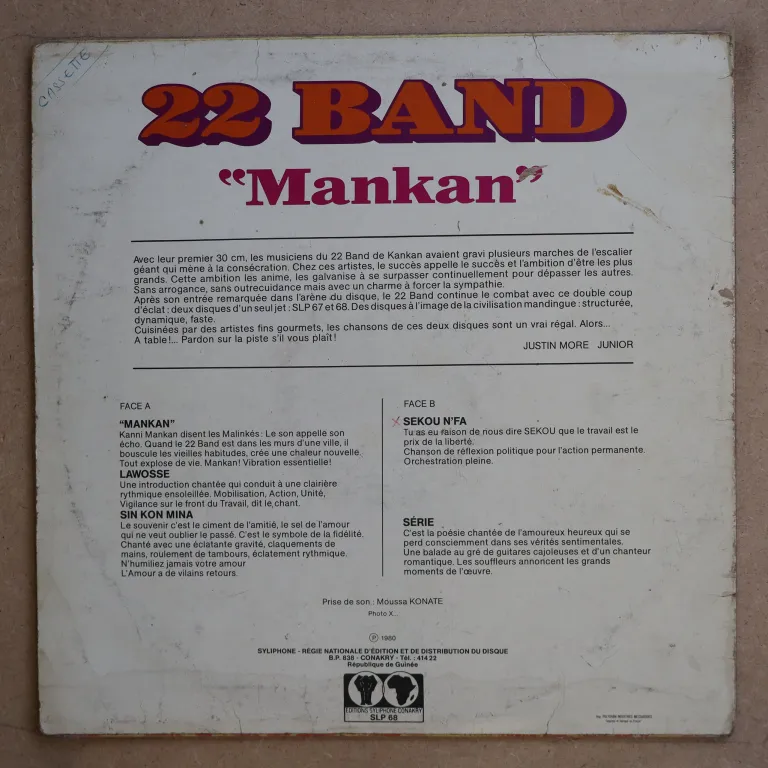 CASSETTE
22 BAND
“Mankan”
Avec leur premier 30 cm, les musiciens du 22 Band de Kankan avaient gravi plusieurs marches de l'escalier
géant qui mène à la consécration. Chez ces artistes, le succès appelle le succès et l'ambition d'être les plus
grands. Cette ambition les anime, les galvanise à se surpasser continuellement pour dépasser les autres.
Sans arrogance, sans outrecuidance mais avec un charme à forcer la sympathie.
Après son entrée remarquée dans l'arène du disque, le 22 Band continue le combat avec ce double coup
d'éclat : deux disques d'un seul jet : SLP 67 et 68. Des disques à l'image de la civilisation mandingue : structurée,
dynamique, faste.
Cuisinées par des artistes fins gourmets, les chansons de ces deux disques sont un vrai régal. Alors...
A table !... Pardon sur la piste s'il vous plaît !
JUSTIN MORE JUNIOR
FACE A
“MANKAN”
Kanni Mankan disent les Malinkés : Le son appelle son
écho. Quand le 22 Band est dans les murs d'une ville, il
bouscule les vieilles habitudes, crée une chaleur nouvelle.
Tout explose de vie. Mankan! Vibration essentielle!
LAWOSSE
Une introduction chantée qui conduit à une clairière
rythmique ensoleillée. Mobilisation, Action, Unité,
Vigilance sur le front du Travail, dit le chant.
SIN KON MINA
Le souvenir c'est le ciment de l'amitié, le sel de l'amour
qui ne veut oublier le passé. C'est le symbole de la fidélité.
Chanté avec une éclatante gravité, claquements de
mains, roulement de tambours, éclatement rythmique.
N'humiliez jamais votre amour
L'Amour a de vilains retours.
FACE B
x SEKOU N'FA
Tu as eu raison de nous dire SEKOU que le travail est le
prix de la liberté.
Chanson de réflexion politique pour l'action permanente.
Orchestration pleine.
SÉRIE
C'est la poésie chantée de l'amoureux heureux qui se
perd consciemment dans ses vérités sentimentales.
Une balade au gré de guitares cajoleuses et d'un chanteur
romantique. Les souffleurs annoncent les grands
moments de l'œuvre.
Prise de son : Moussa KONATE
Photo X...
℗ 1980
SYLIPHONE - RÉGIE NATIONALE D'ÉDITION ET DE DISTRIBUTION DU DISQUE
B.P. 838 - CONAKRY - Tél. : 414 22
République de Guinée
EDITIONS SYLIPHONE CONAKRY
SLP 68